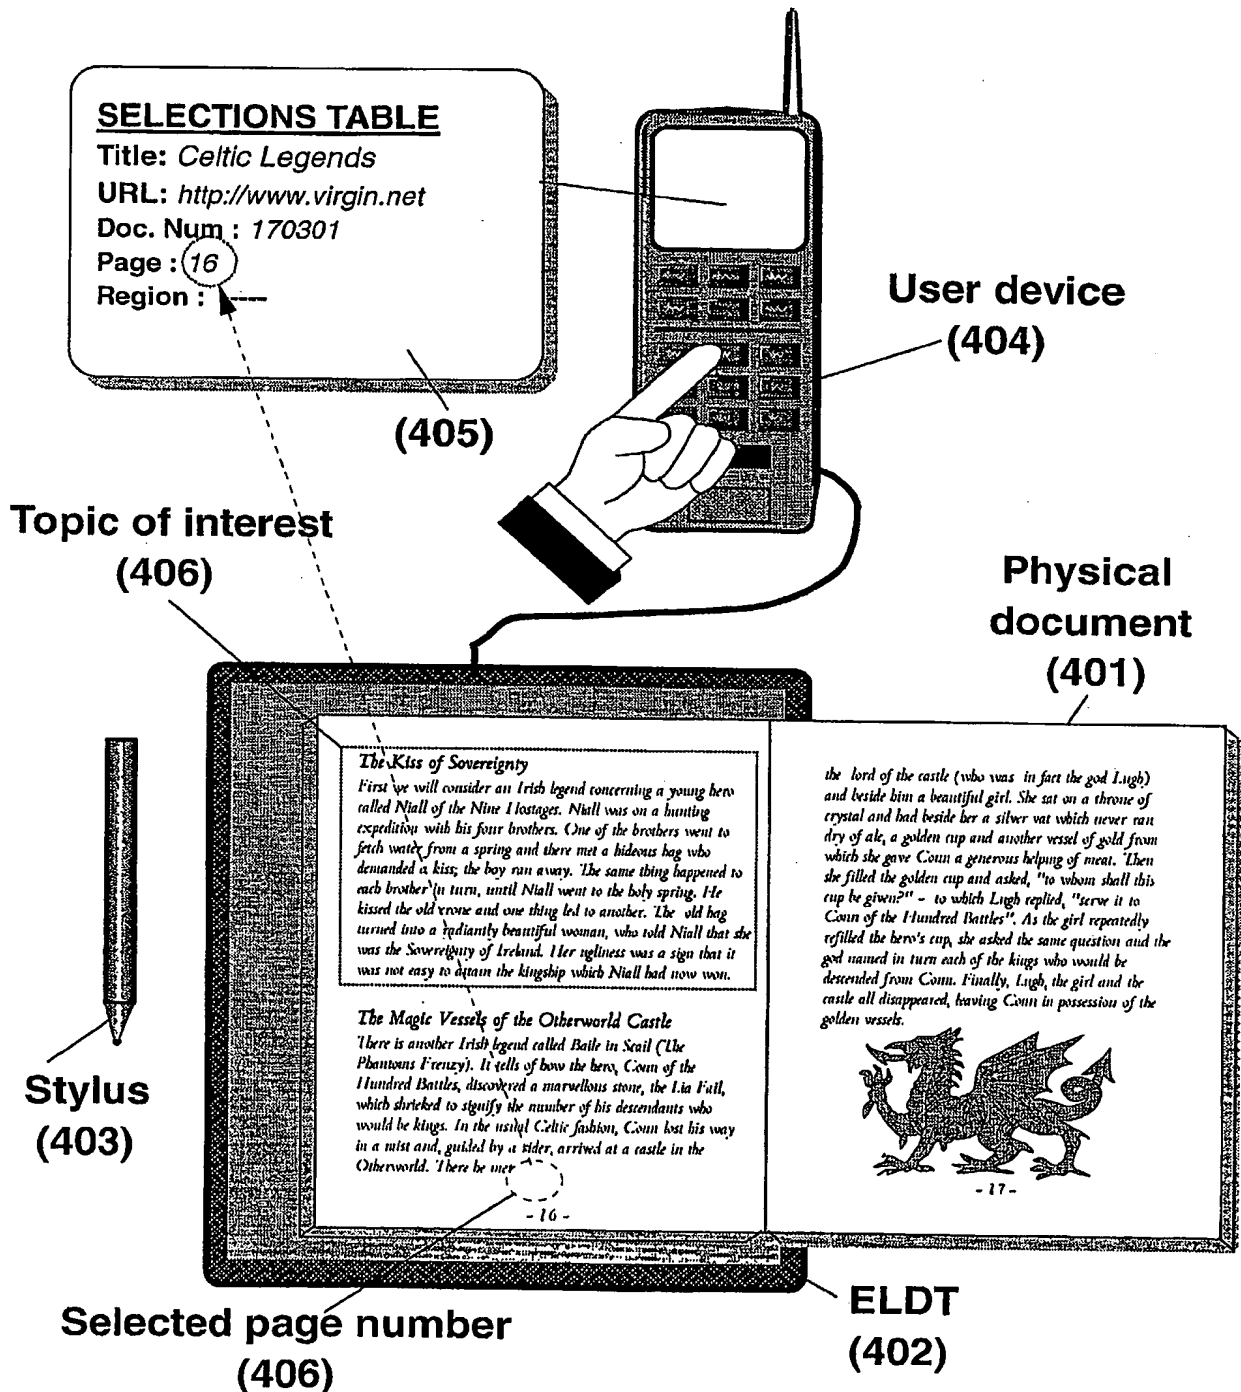 SELECTIONS TABLE
Title: Celtic Legends
URL: http://www.virgin.net
Doc. Num : 170301
Page : 16
Region : ----
(405)
User device
(404)
Topic of interest
(406)
Physical
document
(401)
The Kiss of Sovereignty
First we will consider an Irish legend concerning a young hero
called Niall of the Nine Hostages. Niall was on a hunting
expedition with his four brothers. One of the brothers went to
fetch water from a spring and there met a hideous hag who
demanded a kiss; the boy ran away. The same thing happened to
each brother in turn, until Niall went to the holy spring. He
kissed the old crone and one thing led to another. The old hag
turned into a radiantly beautiful woman, who told Niall that she
was the Sovereignty of Ireland. Her ugliness was a sign that it
was not easy to attain the kingship which Niall had now won.
The Magic Vessels of the Otherworld Castle
There is another Irish legend called Baile in Scail (The
Phantoms Frenzy). It tells of how the hero, Conn of the
Hundred Battles, discovered a marvellous stone, the Lia Fail,
which shrieked to signify the number of his descendants who
would be kings. In the usual Celtic fashion, Conn lost his way
in a mist and, guided by a rider, arrived at a castle in the
Otherworld. There he met
- 16 -
the lord of the castle (who was in fact the god Lugh)
and beside him a beautiful girl. She sat on a throne of
crystal and had beside her a silver vat which never ran
dry of ale, a golden cup and another vessel of gold from
which she gave Conn a generous helping of meat. Then
she filled the golden cup and asked, "to whom shall this
cup be given?" - to which Lugh replied, "serve it to
Conn of the Hundred Battles". As the girl repeatedly
refilled the hero's cup, she asked the same question and the
god named in turn each of the kings who would be
descended from Conn. Finally, Lugh, the girl and the
castle all disappeared, leaving Conn in possession of the
golden vessels.
- 17 -
Stylus
(403)
Selected page number
(406)
ELDT
(402)